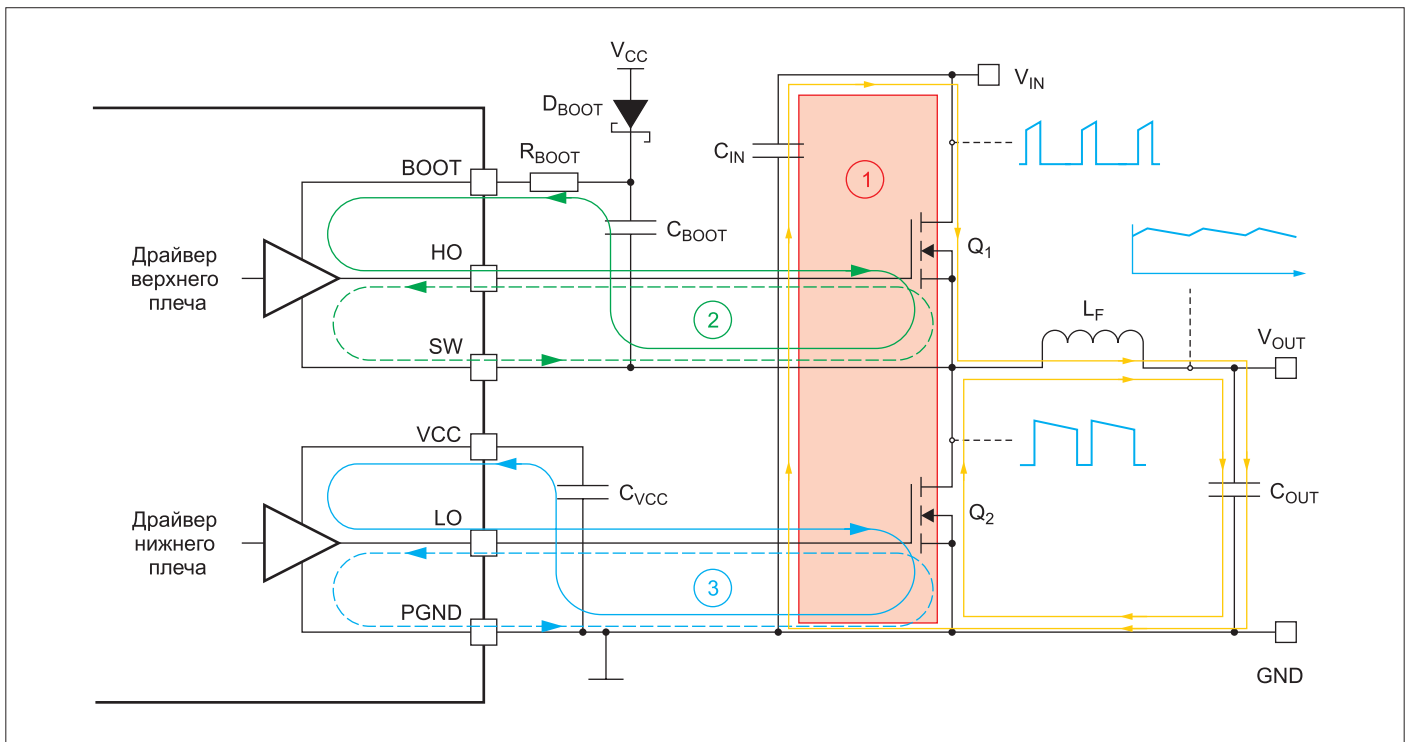 V_CC
D_BOOT
R_BOOT
BOOT
C_BOOT
Драйвер
верхнего
плеча
HO
2
SW
VCC
C_VCC
Драйвер
нижнего
плеча
LO
3
PGND
C_IN
1
V_IN
Q_1
L_F
V_OUT
Q_2
C_OUT
GND